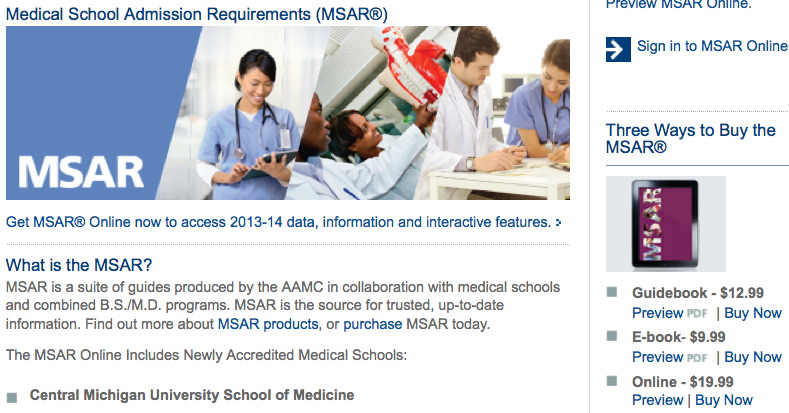 Medical School Admission Requirements (MSAR®)
MSAR
Get MSAR® Online now to access 2013-14 data, information and interactive features.
What is the MSAR?
MSAR is a suite of guides produced by the AAMC in collaboration with medical schools
and combined B.S./M.D. programs. MSAR is the source for trusted, up-to-date
information. Find out more about MSAR products, or purchase MSAR today.
The MSAR Online Includes Newly Accredited Medical Schools:
Central Michigan University School of Medicine
Preview MSAR Online.
Sign in to MSAR Online
Three Ways to Buy the
MSAR®
MSAR
Guidebook - $12.99
Preview PDF | Buy Now
E-book- $9.99
Preview PDF | Buy Now
Online - $19.99
Preview | Buy Now